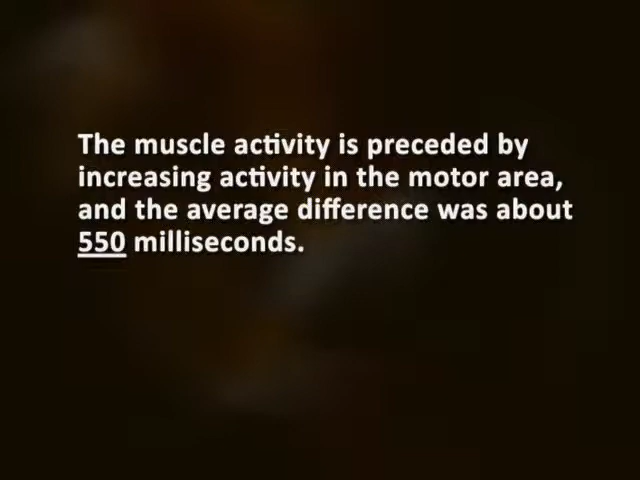 The muscle activity is preceded by
increasing activity in the motor area,
and the average difference was about
550 milliseconds.